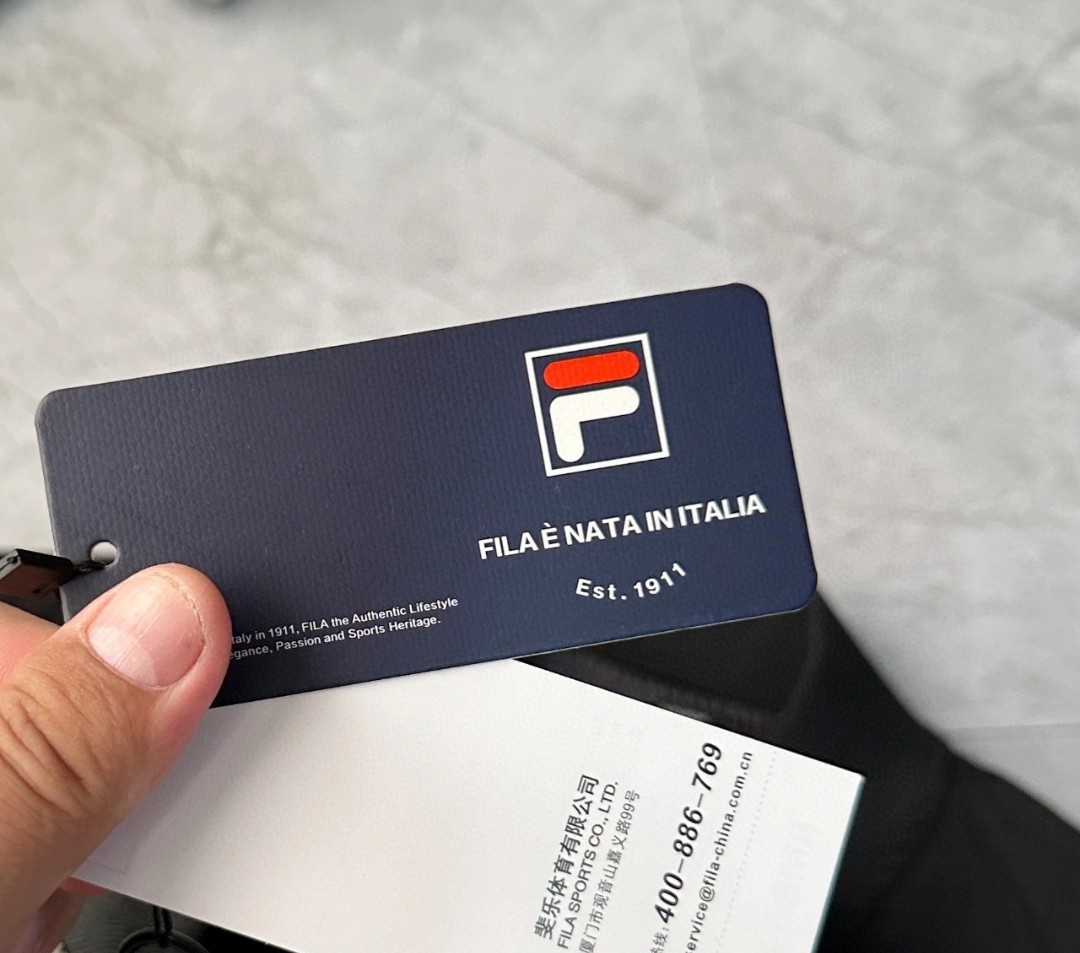 FILA È NATA IN ITALIA
Est. 1911
taly in 1911, FILA the Authentic Lifestyle
egance, Passion and Sports Heritage.
斐乐体育有限公司
FILA SPORTS CO., LTD.
厦门市观音山嘉义路99号
热线: 400-886-769
ervice@fila-china.com.cn